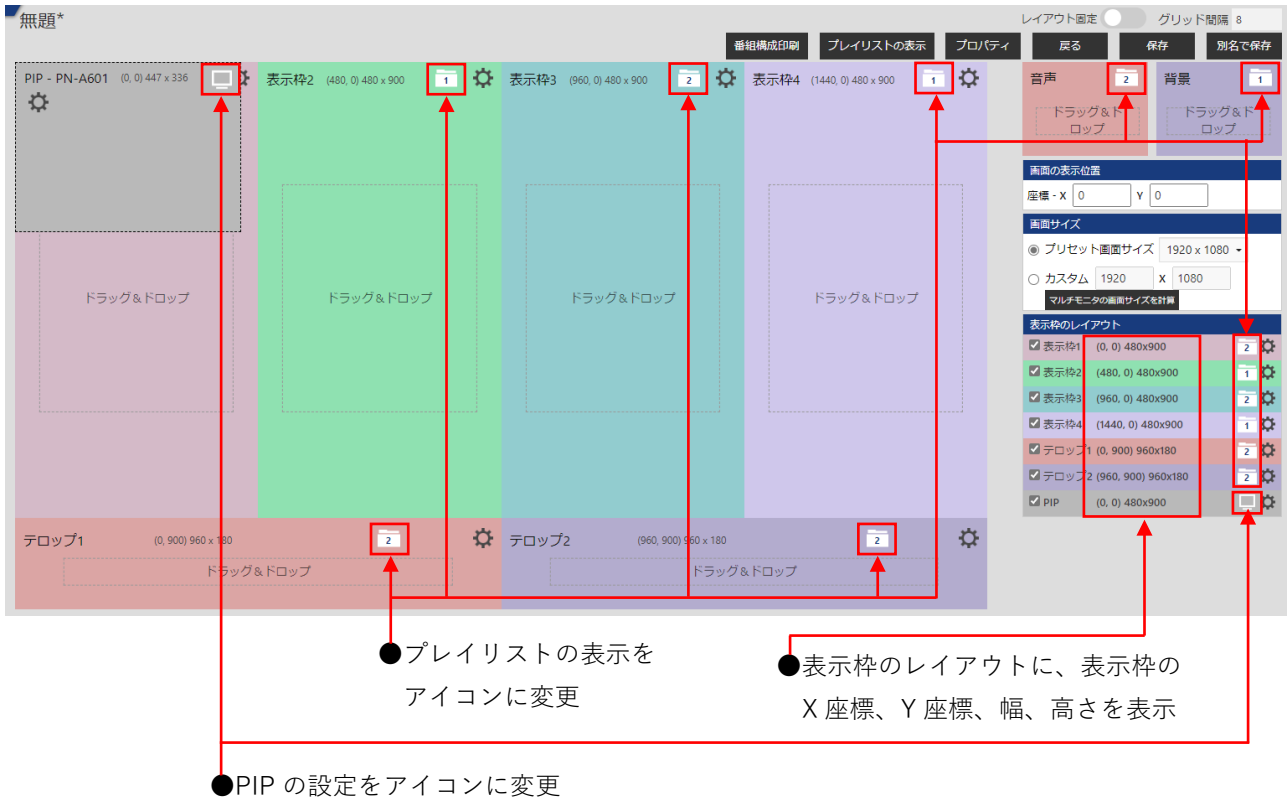 無題*
レイアウト固定 グリッド間隔 8
番組構成印刷 プレイリストの表示 プロパティ 戻る 保存 別名で保存
PIP - PN-A601 (0, 0) 447 x 336
表示枠2 (480, 0) 480 x 900 1
表示枠3 (960, 0) 480 x 900 2
表示枠4 (1440, 0) 480 x 900 1
音声 2
背景 1
ドラッグ&ド
ロップ
ドラッグ&ド
ロップ
画面の表示位置
座標 - X 0 Y 0
画面サイズ
プリセット画面サイズ 1920 x 1080
カスタム 1920 X 1080
マルチモニタの画面サイズを計算
ドラッグ&ドロップ
ドラッグ&ドロップ
ドラッグ&ドロップ
ドラッグ&ドロップ
表示枠のレイアウト
表示枠1 (0, 0) 480x900 2
表示枠2 (480, 0) 480x900 1
表示枠3 (960, 0) 480x900 2
表示枠4 (1440, 0) 480x900 1
テロップ1 (0, 900) 960x180 2
テロップ2 (960, 900) 960x180 2
PIP (0, 0) 480x900
テロップ1 (0, 900) 960 x 180 2
テロップ2 (960, 900) 960 x 180 2
ドラッグ&ドロップ
ドラッグ&ドロップ
●プレイリストの表示を
アイコンに変更
●表示枠のレイアウトに、表示枠の
X 座標、Y 座標、幅、高さを表示
●PIP の設定をアイコンに変更